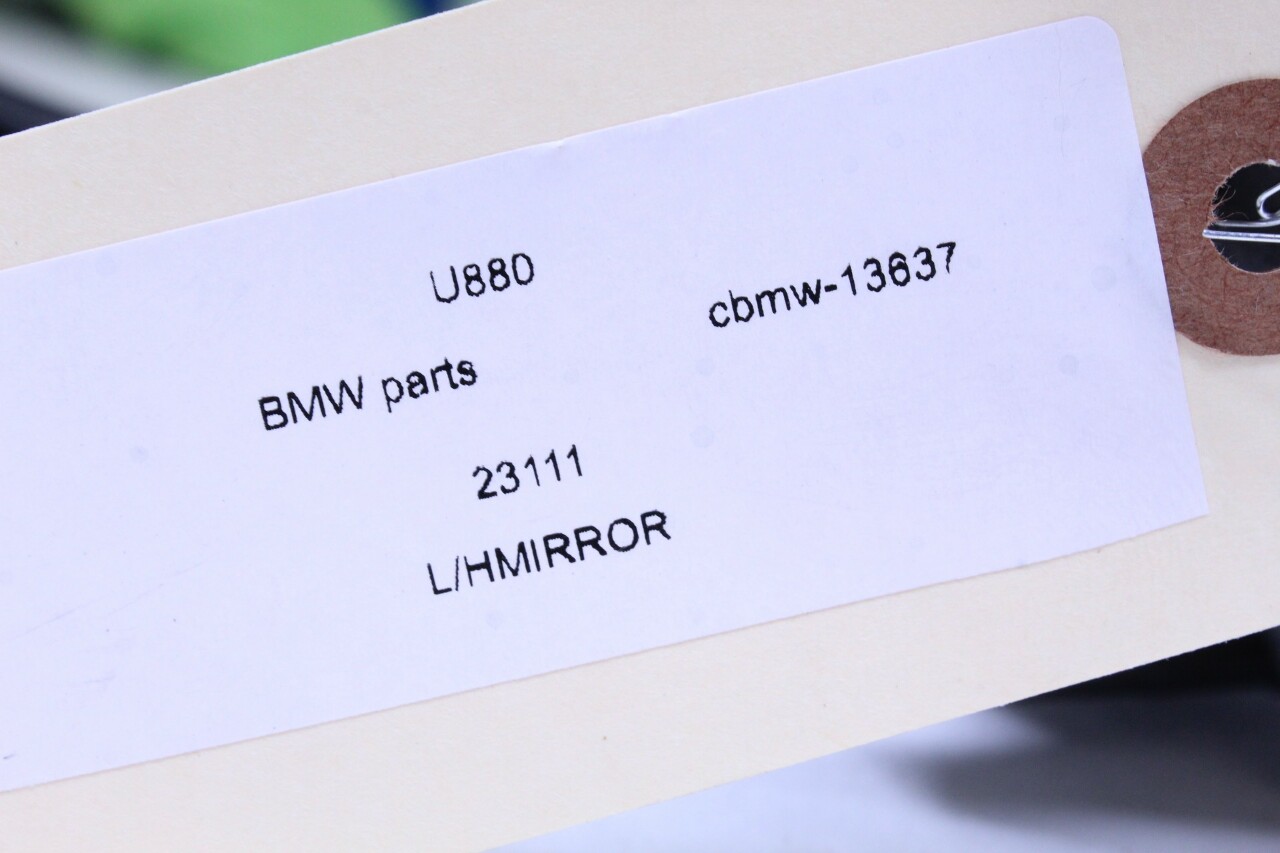 U880
cbmw-13637
BMW parts
23111
L/HMIRROR